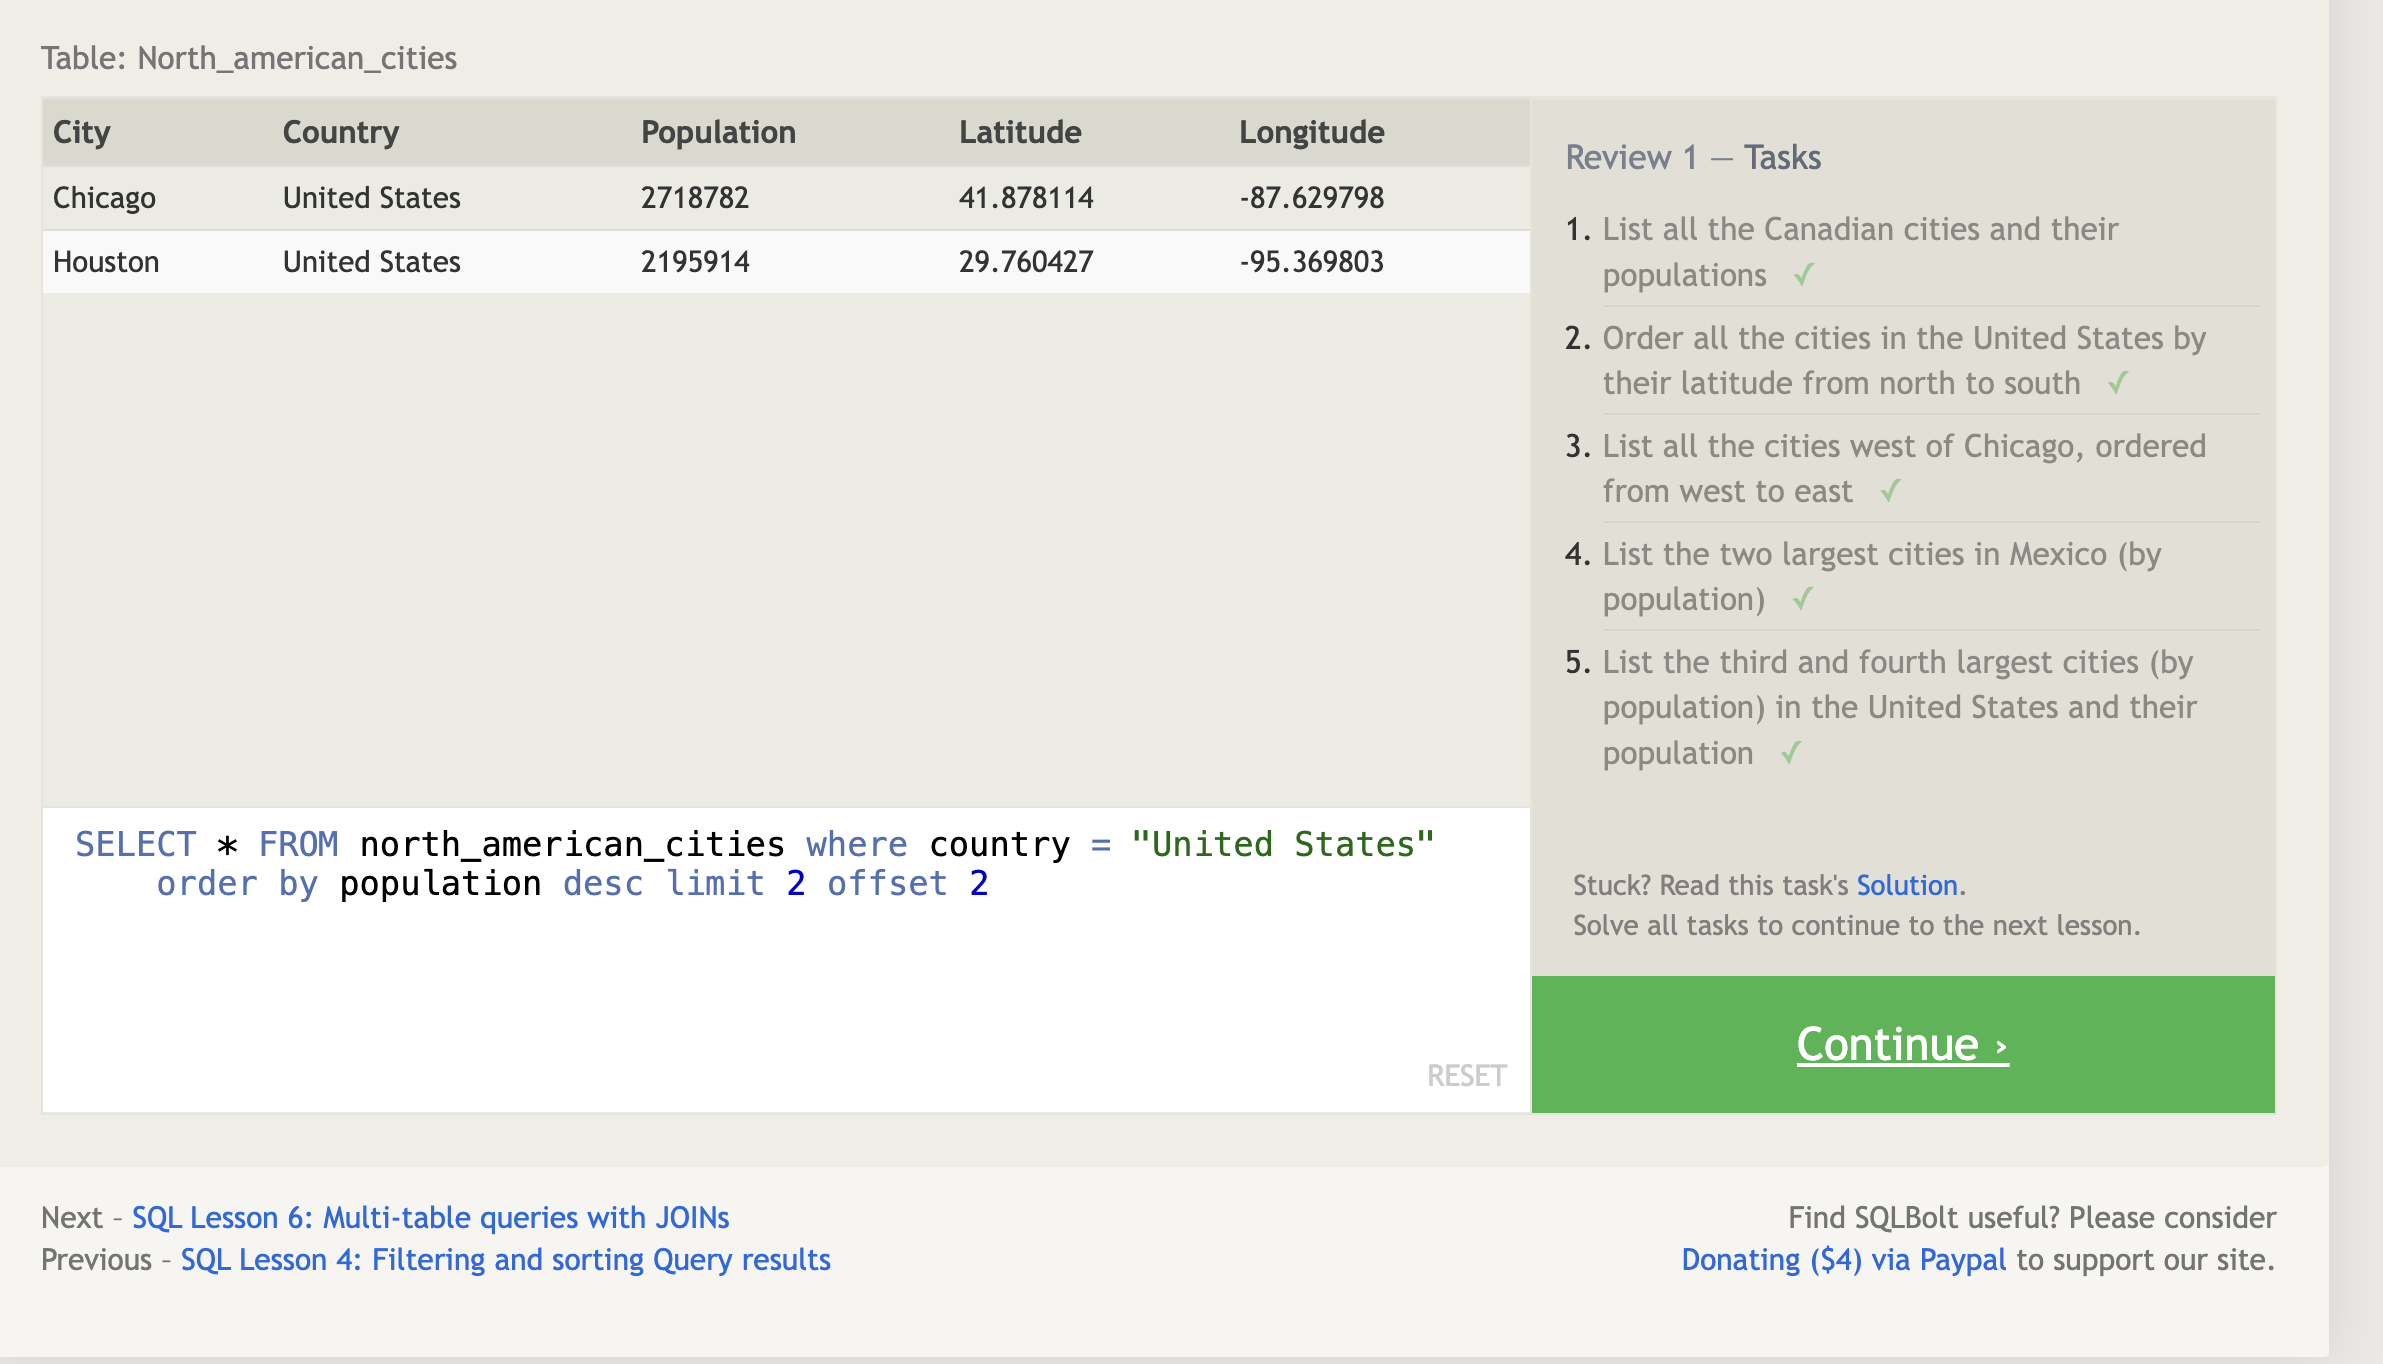 Table: North_american_cities
City Country Population Latitude Longitude
Chicago United States 2718782 41.878114 -87.629798
Houston United States 2195914 29.760427 -95.369803
SELECT * FROM north_american_cities where country = "United States"
order by population desc limit 2 offset 2
RESET
Review 1 — Tasks
1. List all the Canadian cities and their
populations ✓
2. Order all the cities in the United States by
their latitude from north to south ✓
3. List all the cities west of Chicago, ordered
from west to east ✓
4. List the two largest cities in Mexico (by
population) ✓
5. List the third and fourth largest cities (by
population) in the United States and their
population ✓
Stuck? Read this task's Solution.
Solve all tasks to continue to the next lesson.
Continue ›
Next – SQL Lesson 6: Multi-table queries with JOINs
Previous – SQL Lesson 4: Filtering and sorting Query results
Find SQLBolt useful? Please consider
Donating ($4) via Paypal to support our site.